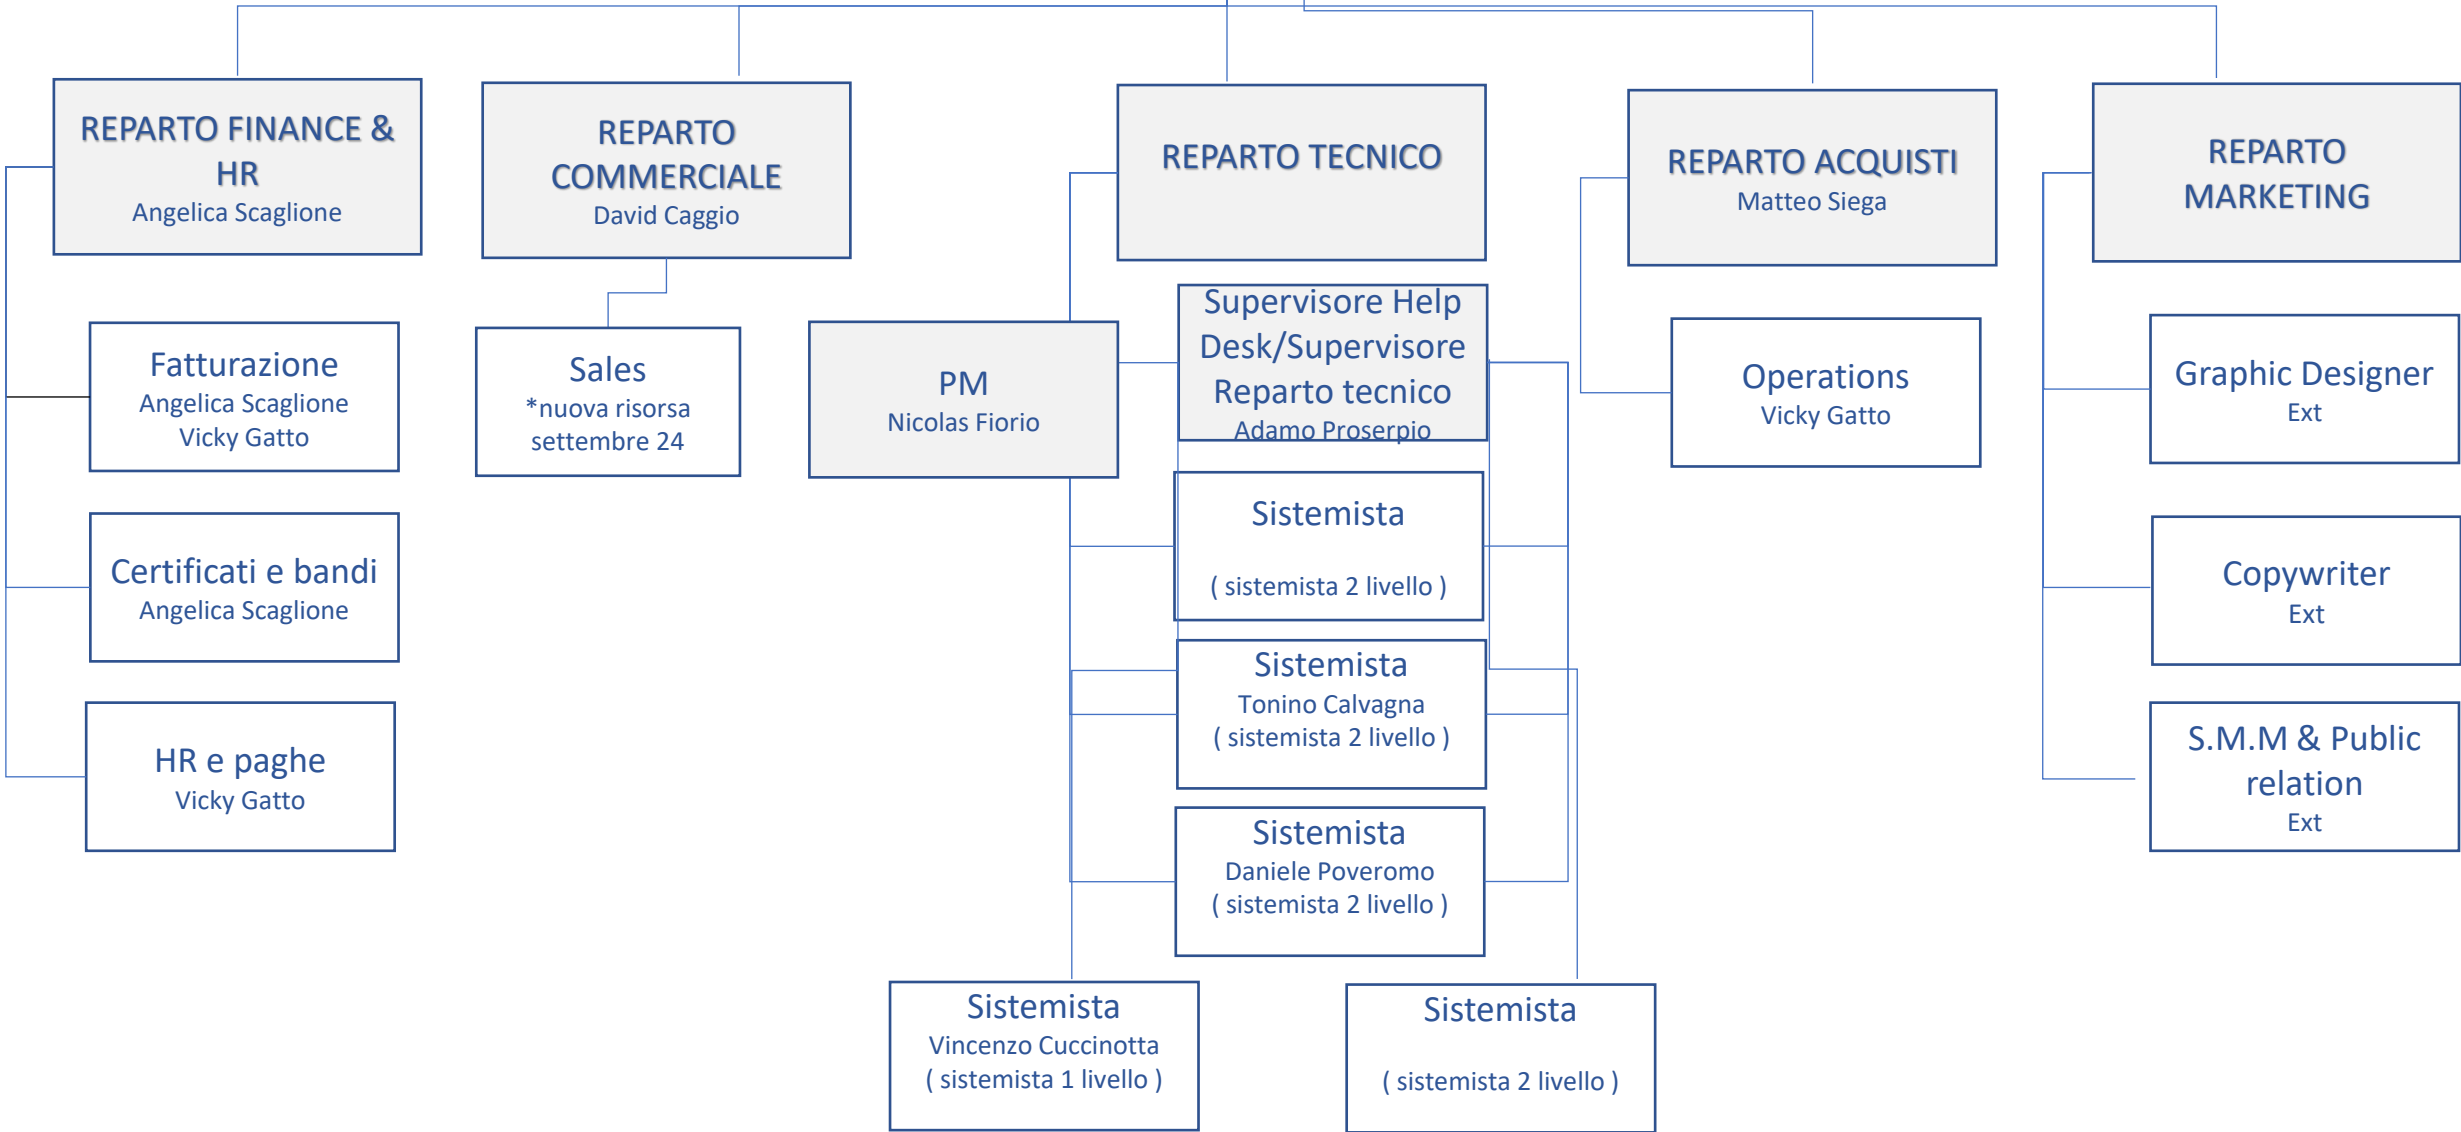 REPARTO FINANCE &
HR
Angelica Scaglione
REPARTO
COMMERCIALE
David Caggio
REPARTO TECNICO
REPARTO ACQUISTI
Matteo Siega
REPARTO
MARKETING
Fatturazione
Angelica Scaglione
Vicky Gatto
Sales
*nuova risorsa
settembre 24
PM
Nicolas Fiorio
Supervisore Help
Desk/Supervisore
Reparto tecnico
Adamo Proserpio
Operations
Vicky Gatto
Graphic Designer
Ext
Certificati e bandi
Angelica Scaglione
Sistemista
( sistemista 2 livello )
Copywriter
Ext
HR e paghe
Vicky Gatto
Sistemista
Tonino Calvagna
( sistemista 2 livello )
S.M.M & Public
relation
Ext
Sistemista
Daniele Poveromo
( sistemista 2 livello )
Sistemista
Vincenzo Cuccinotta
( sistemista 1 livello )
Sistemista
( sistemista 2 livello )